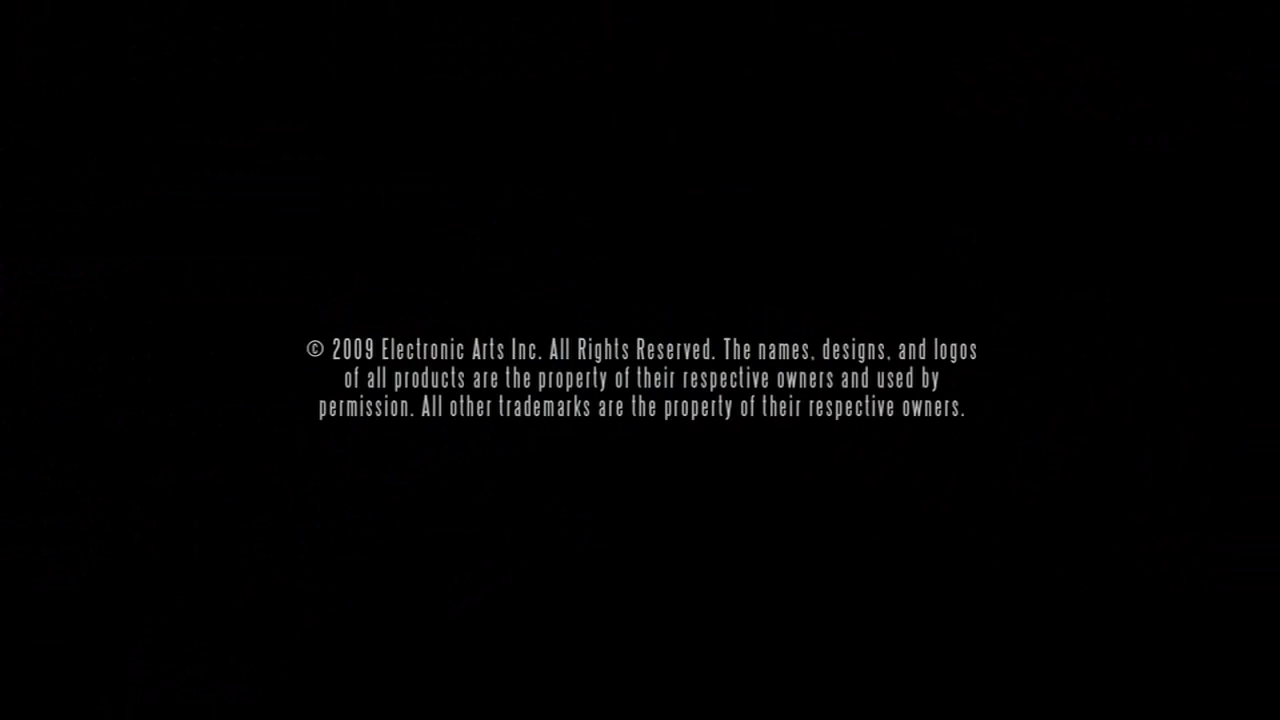 © 2009 Electronic Arts Inc. All Rights Reserved. The names, designs, and logos
of all products are the property of their respective owners and used by
permission. All other trademarks are the property of their respective owners.